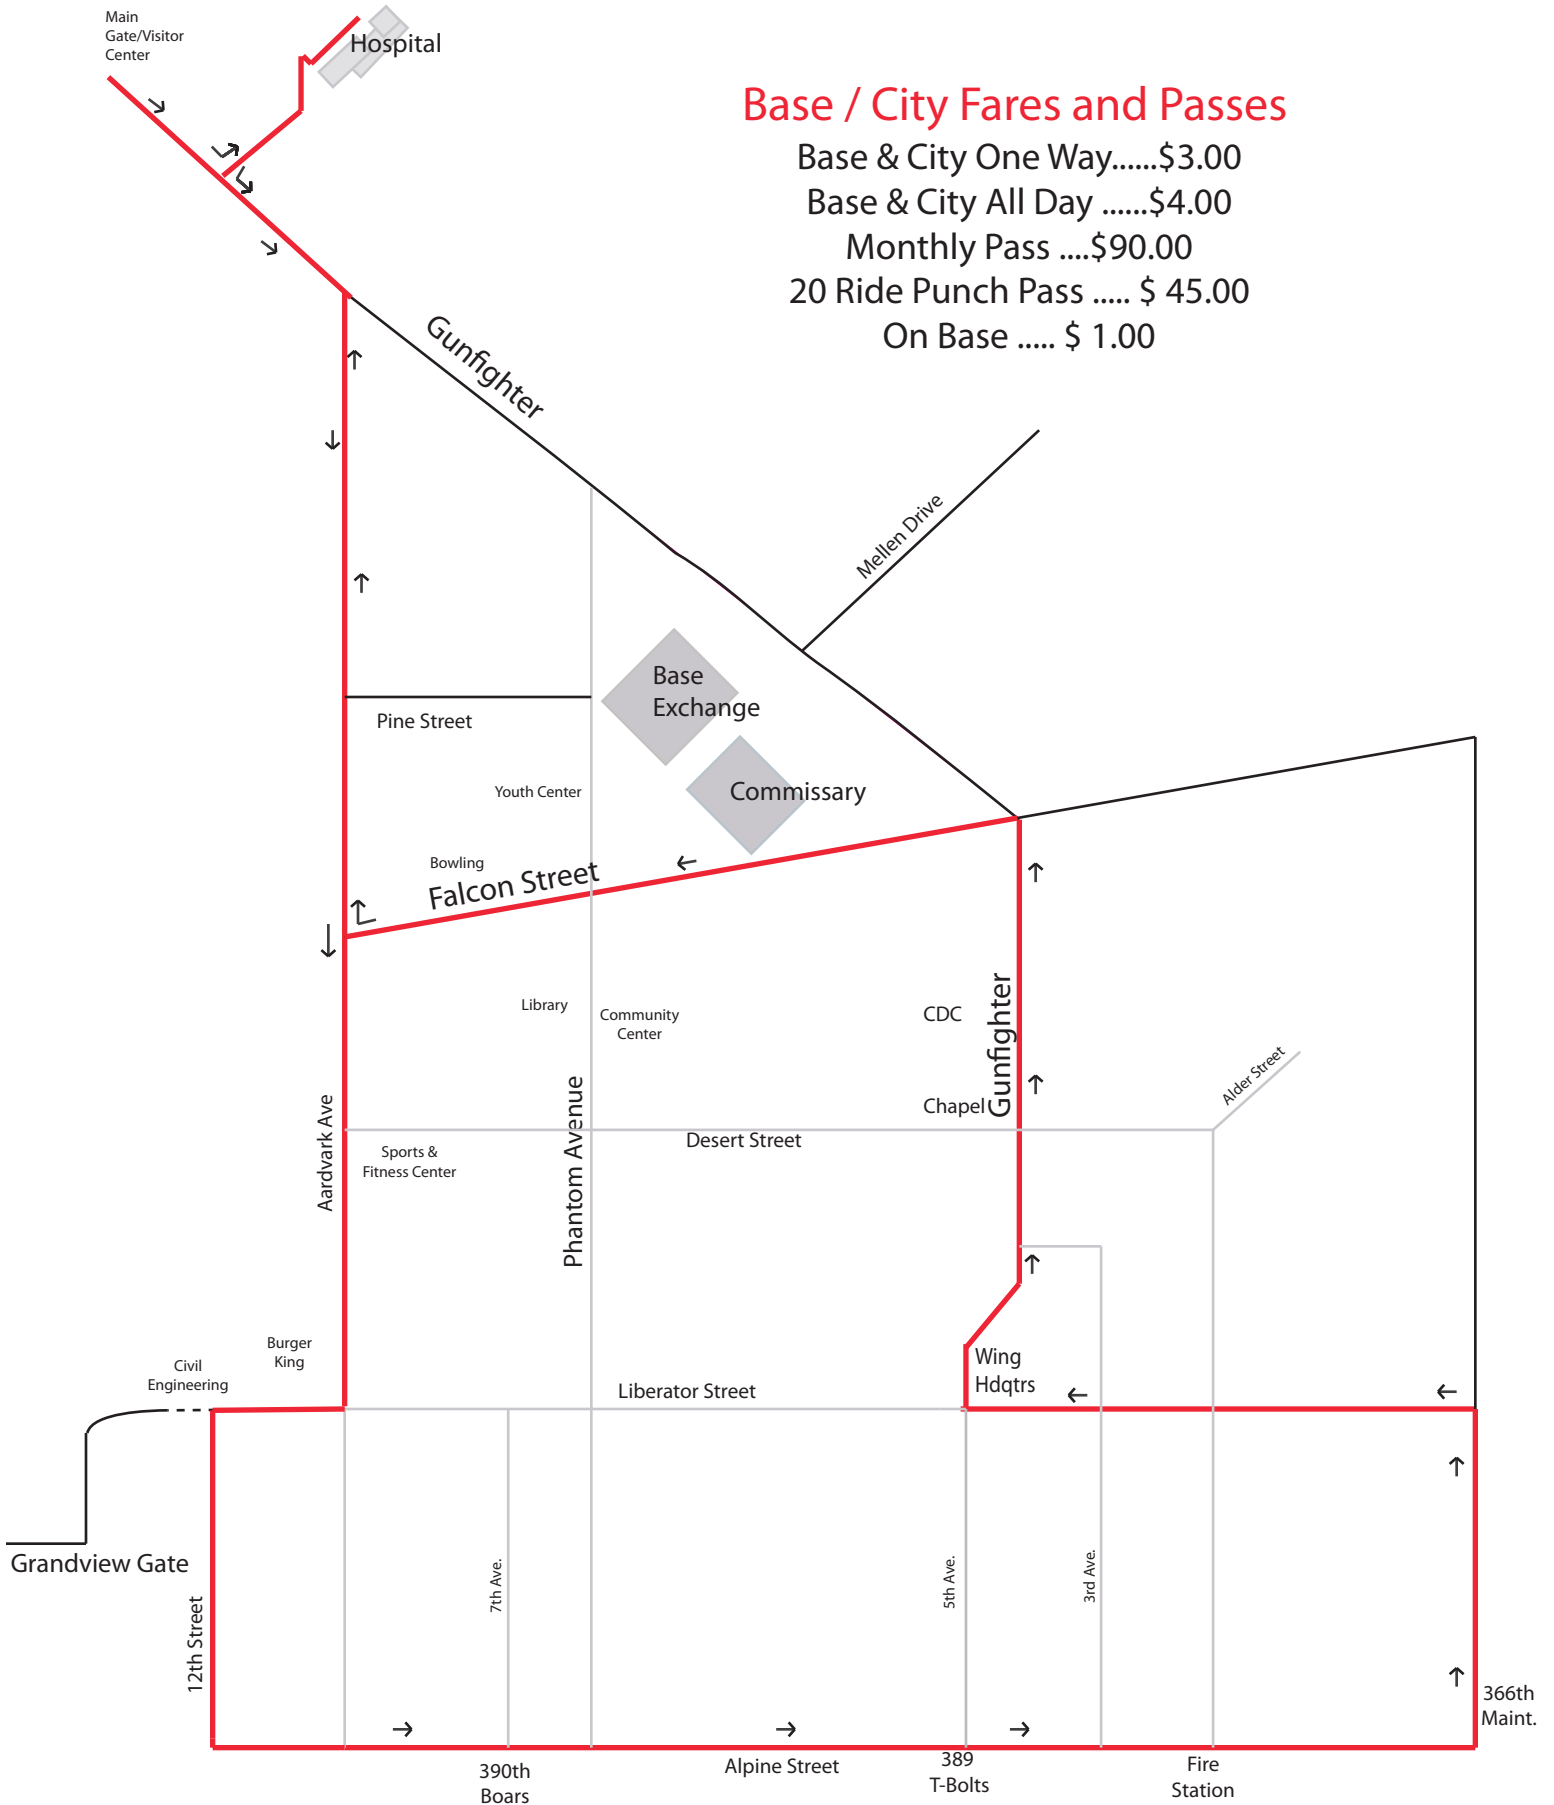 Main
Gate/Visitor
Center
Hospital
Base / City Fares and Passes
Base & City One Way......$3.00
Base & City All Day ......$4.00
Monthly Pass ....$90.00
20 Ride Punch Pass ..... $ 45.00
On Base ..... $ 1.00
Gunfighter
Mellen Drive
Base
Exchange
Pine Street
Youth Center
Commissary
Bowling
Falcon Street
Library
Community
Center
CDC
Gunfighter
Alder Street
Chapel
Aardvark Ave
Phantom Avenue
Desert Street
Sports &
Fitness Center
Burger
King
Civil
Engineering
Wing
Hdqtrs
Liberator Street
Grandview Gate
7th Ave.
5th Ave.
3rd Ave.
12th Street
366th
Maint.
390th
Boars
Alpine Street
389
T-Bolts
Fire
Station